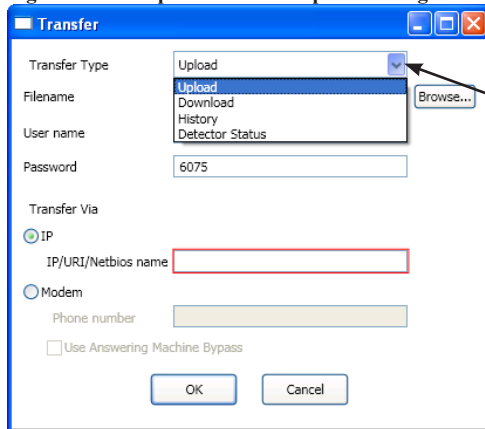 Transfer
Transfer Type Upload
Upload
Filename Download Browse...
History
User name Detector Status
Password 6075
Transfer Via
IP
IP/URI/Netbios name
Modem
Phone number
Use Answering Machine Bypass
OK Cancel